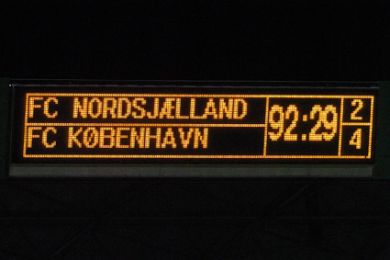 FC NORDSJÆLLAND 92:29 2
FC KØBENHAVN 4